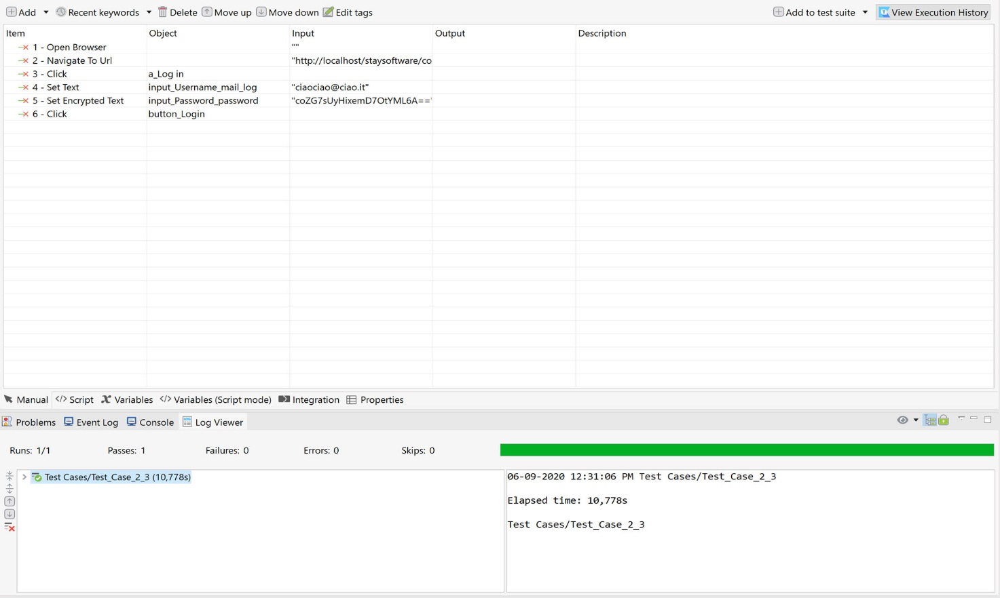 Add Recent keywords Delete Move up Move down Edit tags Add to test suite View Execution History
Item Object Input Output Description
1 - Open Browser ""
2 - Navigate To Url "http://localhost/staysoftware/co
3 - Click a_Log in
4 - Set Text input_Username_mail_log "ciaociao@ciao.it"
5 - Set Encrypted Text input_Password_password "coZG7sUyHixemD7OtYML6A=="
6 - Click button_Login
Manual </> Script Variables </> Variables (Script mode) Integration Properties
Problems Event Log Console Log Viewer
Runs: 1/1 Passes: 1 Failures: 0 Errors: 0 Skips: 0
Test Cases/Test_Case_2_3 (10,778s)
06-09-2020 12:31:06 PM Test Cases/Test_Case_2_3
Elapsed time: 10,778s
Test Cases/Test_Case_2_3